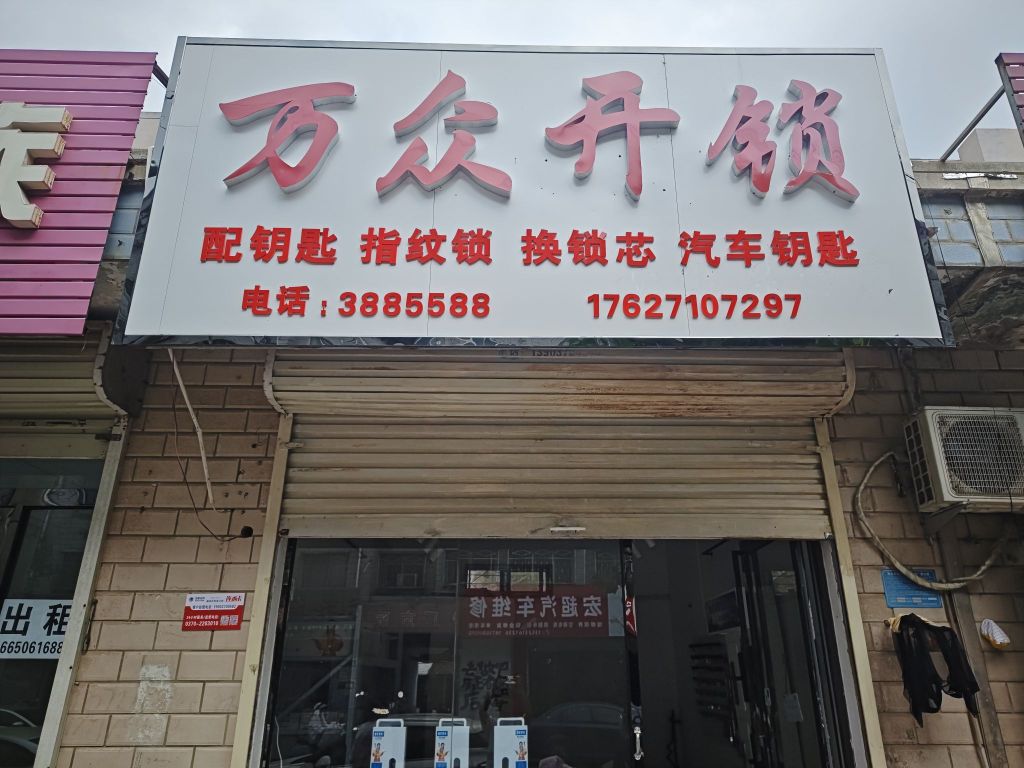 万众开锁
配钥匙 指纹锁 换锁芯 汽车钥匙
电话：3885588 17627107297
出租
宏超汽车维修